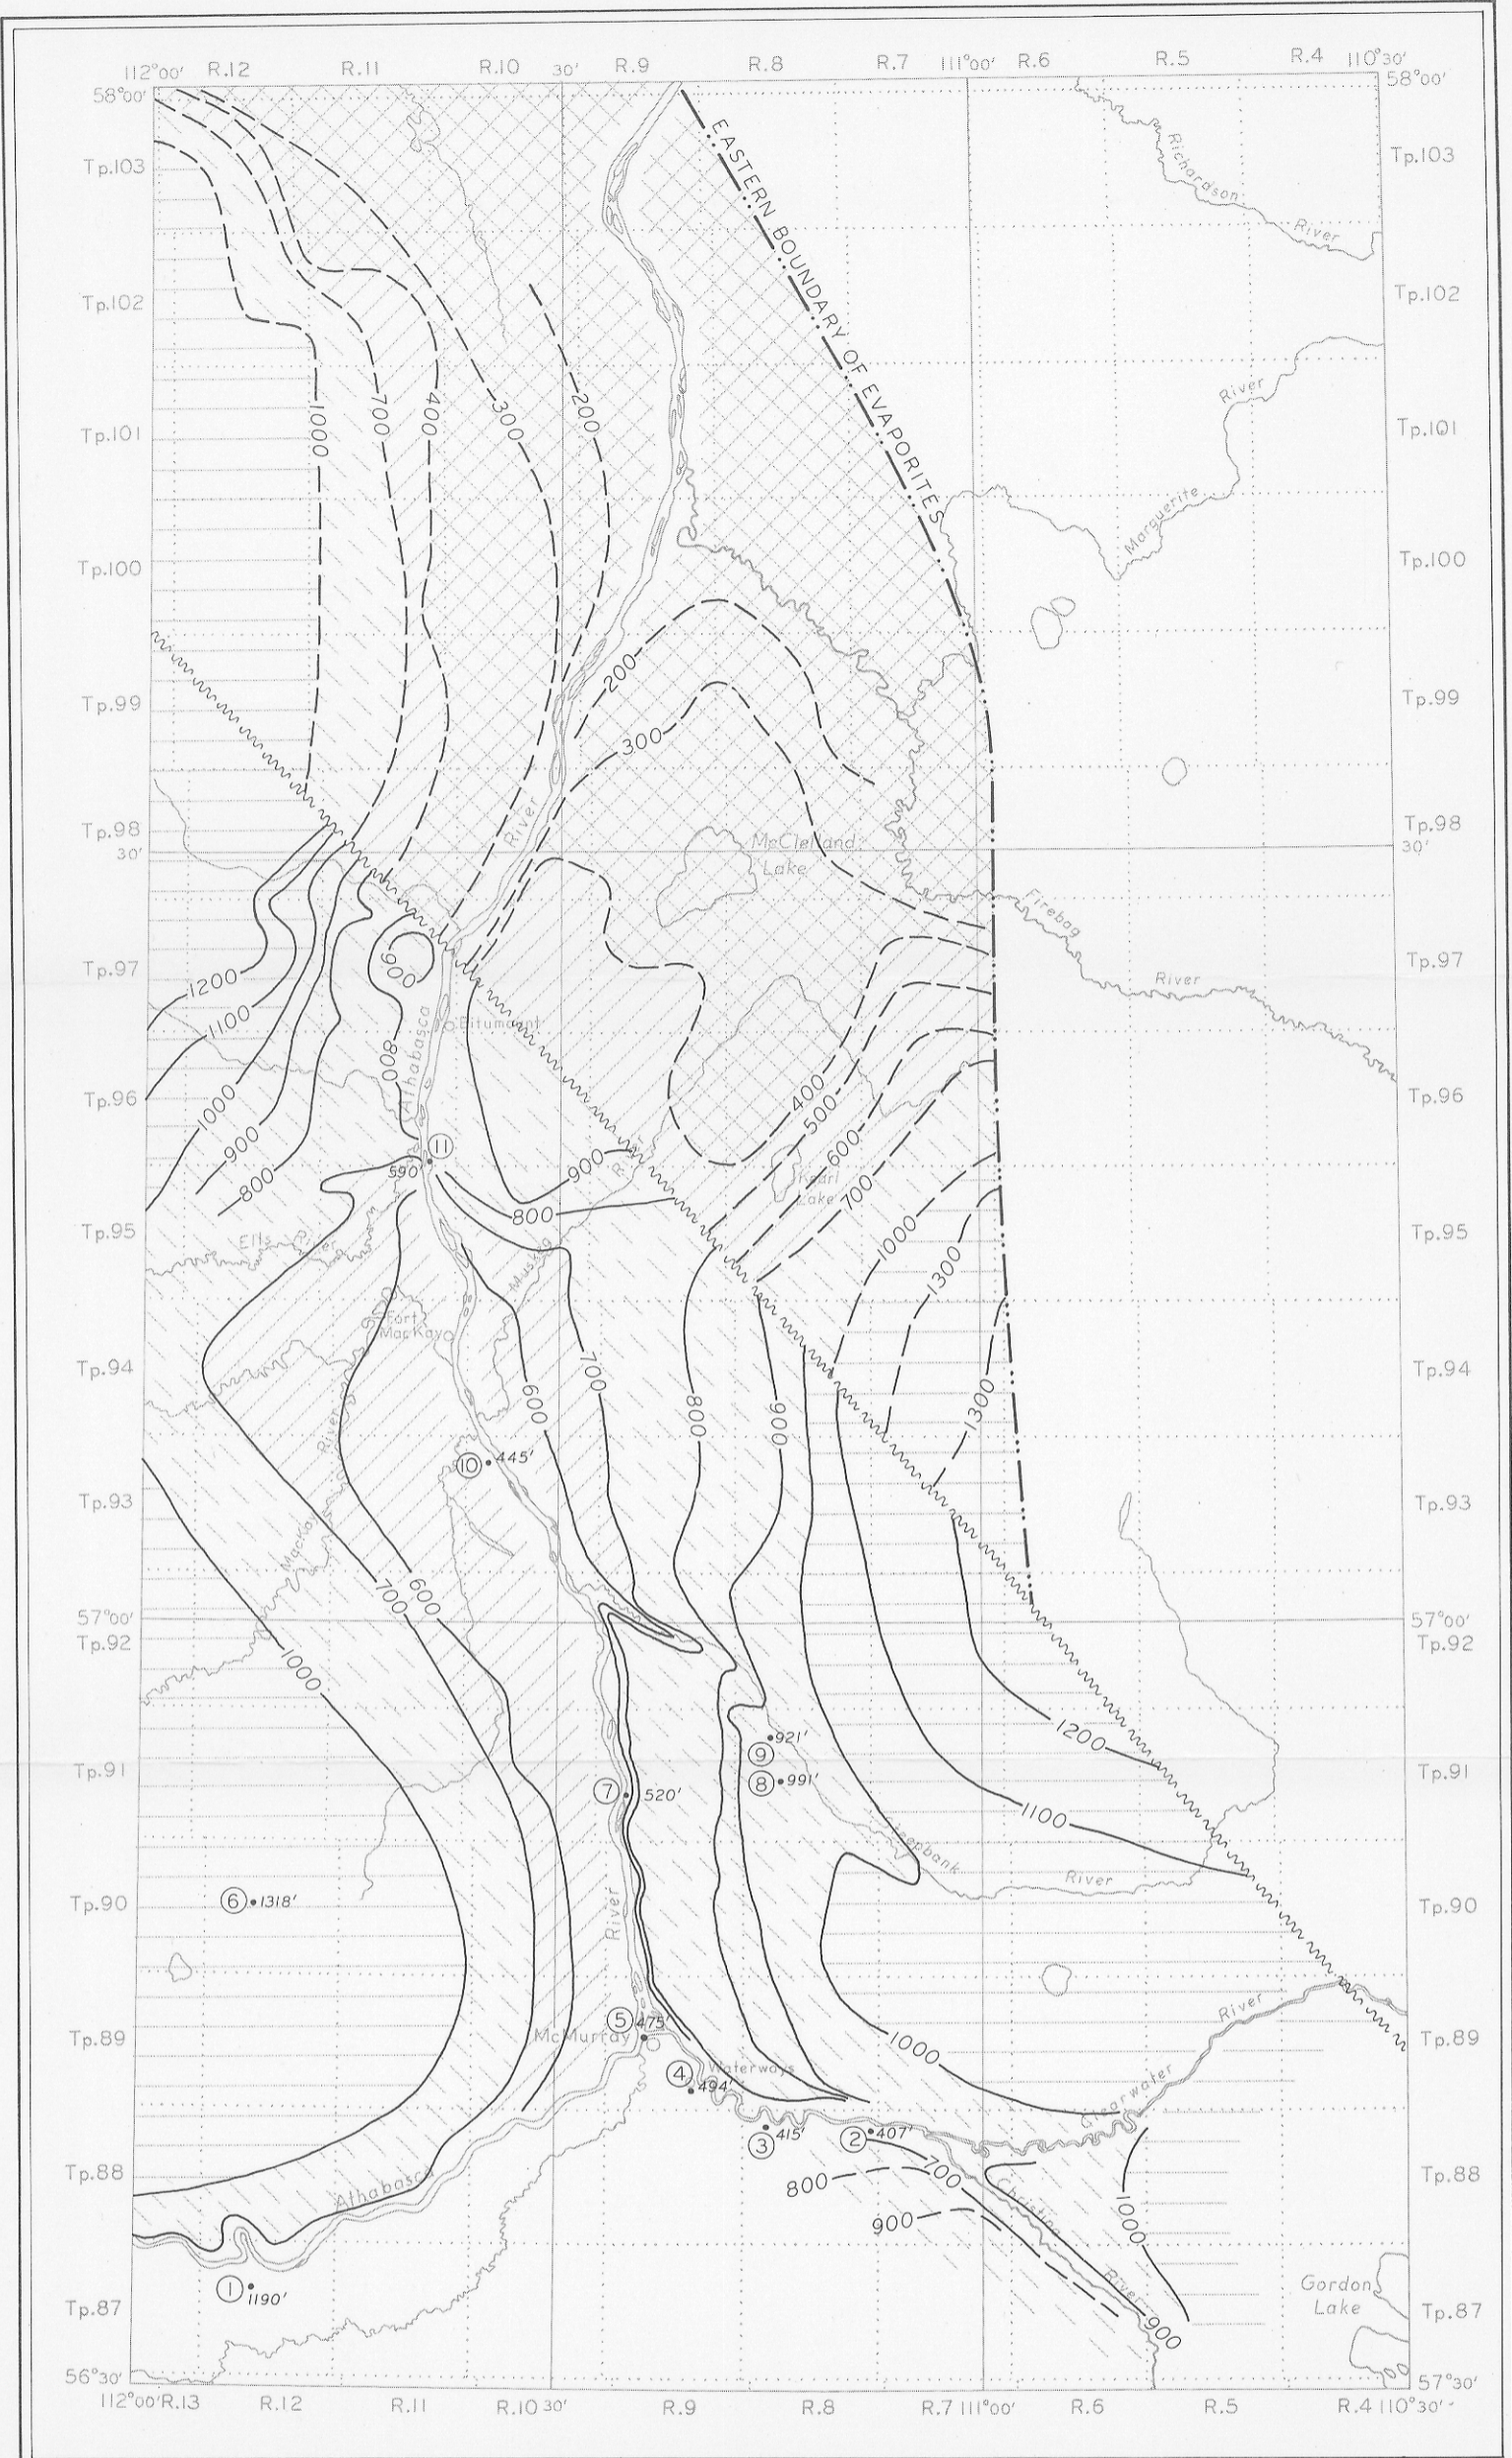 112°00' R.12 R.11 R.10 30' R.9 R.8 R.7 111°00' R.6 R.5 R.4 110°30'
58°00' 58°00'
EASTERN BOUNDARY OF EVAPORITES
Richardson
River
Tp.103 Tp.103
Tp.102 Tp.102
River
1000 700 400 300 200
Tp.101 Tp.101
Marguerite
Tp.100 Tp.100
200
Tp.99 Tp.99
300
River
Tp.98 Tp.98
McClelland
Lake
30' 30'
Firebag
River
Tp.97 Tp.97
1200 900
1100
Bitumount
Athabasca
800
Tp.96 Tp.96
1000 400
500
900 600
11
590'
900
River
Pearl
Lake
800 700
800
Tp.95 Tp.95
Ells River
Muskeg
1000
1300
Fort
MacKay
Tp.94 Tp.94
700
600 800 900 1300
River
10 445'
Tp.93 Tp.93
MacKay
700 600
57°00' 57°00'
Tp.92 Tp.92
1000
1200
921'
9
8 991'
Tp.91 Tp.91
7 520'
1100
Steepbank
River
6 1318'
Tp.90 Tp.90
River
River
5 475'
McMurray
Tp.89 Tp.89
1000
4 494'
Waterways
Clearwater
3 415' 2 407'
Tp.88 Tp.88
800 700
Athabasca
Christina
900 1000
River
1 1190'
Gordon
Lake
Tp.87 Tp.87
900
56°30' 57°30'
112°00' R.13 R.12 R.11 R.10 30' R.9 R.8 R.7 111°00' R.6 R.5 R.4 110°30'